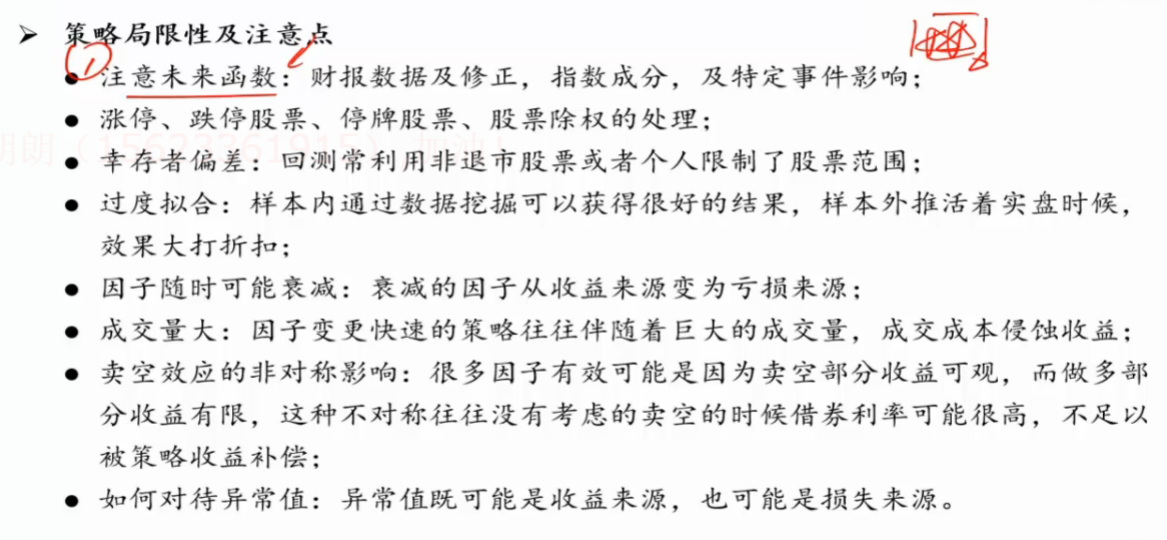 ➢ 策略局限性及注意点
● 注意未来函数：财报数据及修正，指数成分，及特定事件影响；
● 涨停、跌停股票、停牌股票、股票除权的处理；
● 幸存者偏差：回测常利用非退市股票或者个人限制了股票范围；
● 过度拟合：样本内通过数据挖掘可以获得很好的结果，样本外推活着实盘时候，
效果大打折扣；
● 因子随时可能衰减：衰减的因子从收益来源变为亏损来源；
● 成交量大：因子变更快速的策略往往伴随着巨大的成交量，成交成本侵蚀收益；
● 卖空效应的非对称影响：很多因子有效可能是因为卖空部分收益可观，而做多部
分收益有限，这种不对称往往没有考虑的卖空的时候借券利率可能很高，不足以
被策略收益补偿；
● 如何对待异常值：异常值既可能是收益来源，也可能是损失来源。